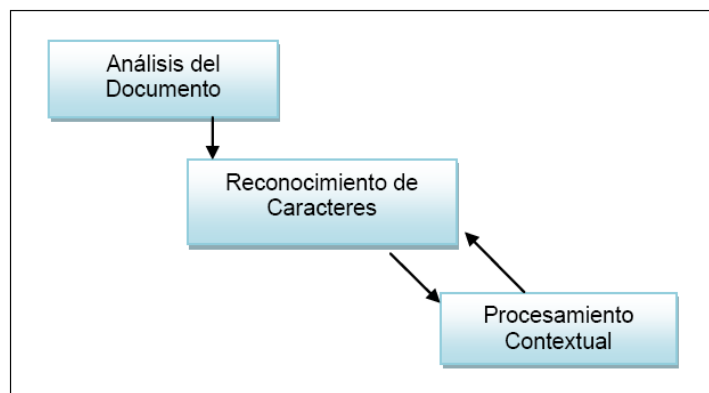 Análisis del
Documento
Reconocimiento de
Caracteres
Procesamiento
Contextual